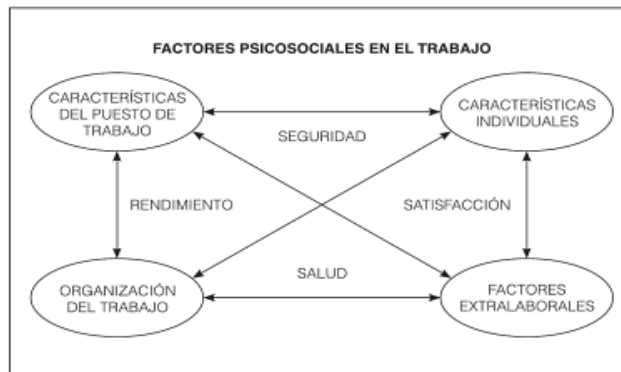 FACTORES PSICOSOCIALES EN EL TRABAJO
CARACTERÍSTICAS
DEL PUESTO DE
TRABAJO
CARACTERÍSTICAS
INDIVIDUALES
SEGURIDAD
RENDIMIENTO
SATISFACCIÓN
SALUD
ORGANIZACIÓN
DEL TRABAJO
FACTORES
EXTRALABORALES